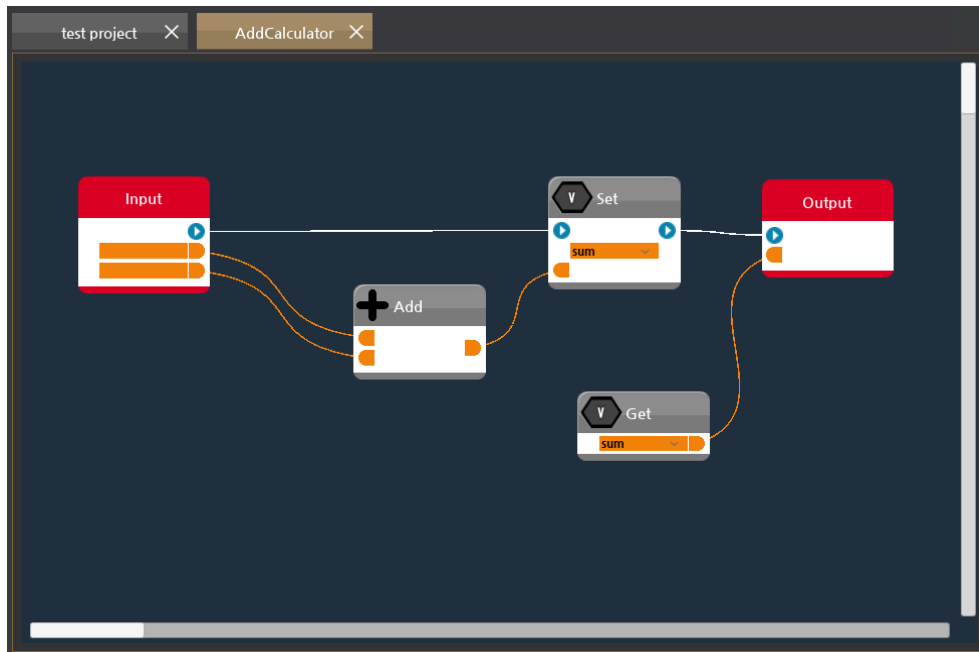 test project
AddCalculator
Input
V Set
Output
sum
Add
V Get
sum